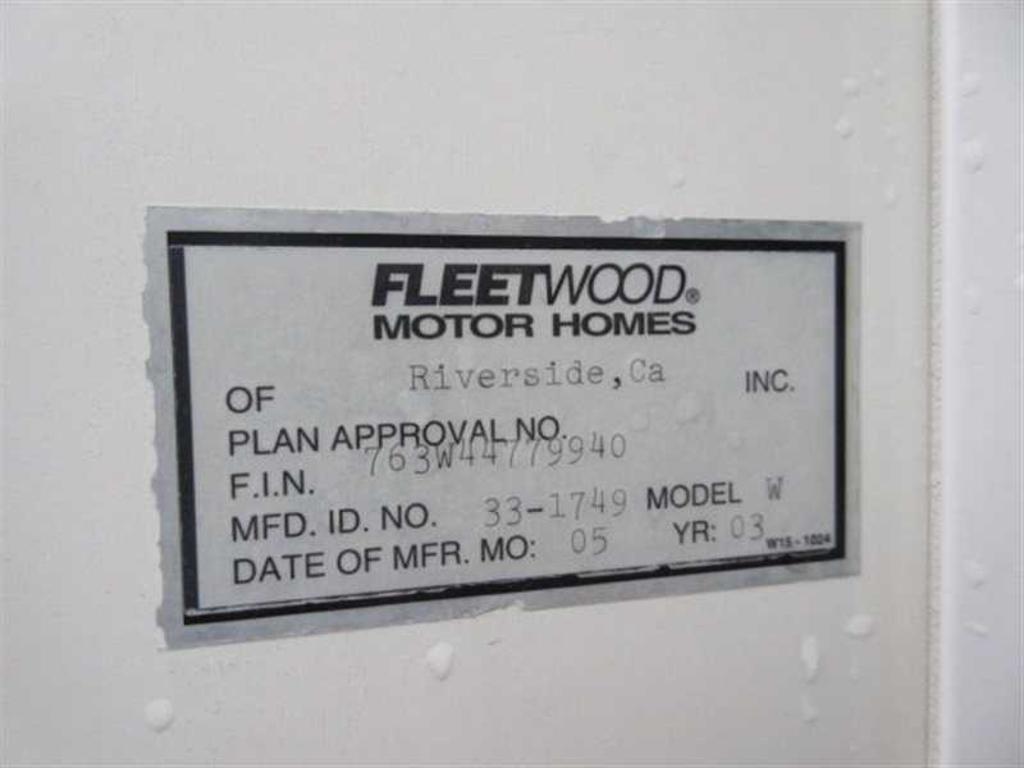 FLEETWOOD®
MOTOR HOMES
OF Riverside,Ca INC.
PLAN APPROVAL NO.
F.I.N. 763W44779940
MFD. ID. NO. 33-1749 MODEL W
DATE OF MFR. MO: 05 YR: 03 W15-1024